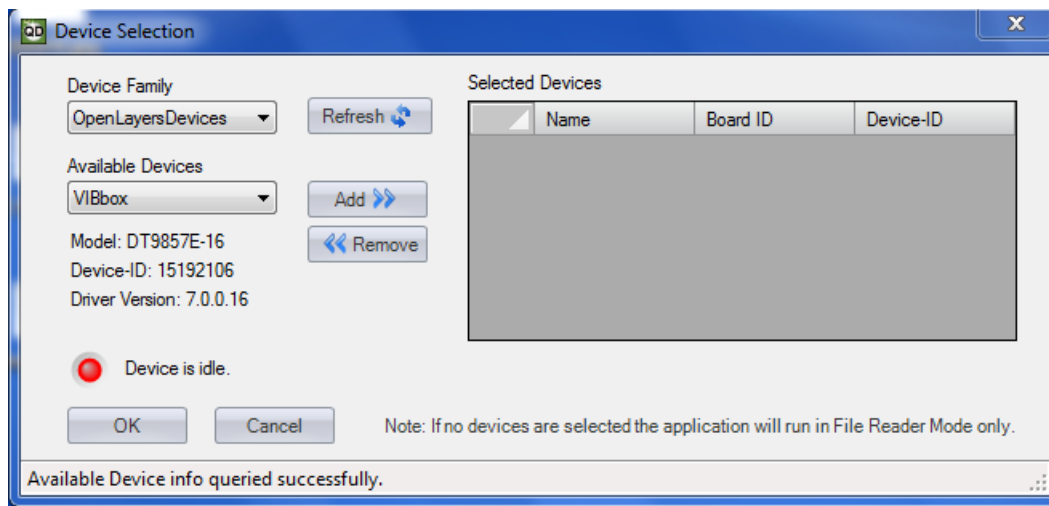 QD Device Selection X
Device Family
OpenLayersDevices
Refresh
Available Devices
VIBbox
Add
Remove
Model: DT9857E-16
Device-ID: 15192106
Driver Version: 7.0.0.16
Device is idle.
OK
Cancel
Selected Devices
Name Board ID Device-ID
Note: If no devices are selected the application will run in File Reader Mode only.
Available Device info queried successfully.